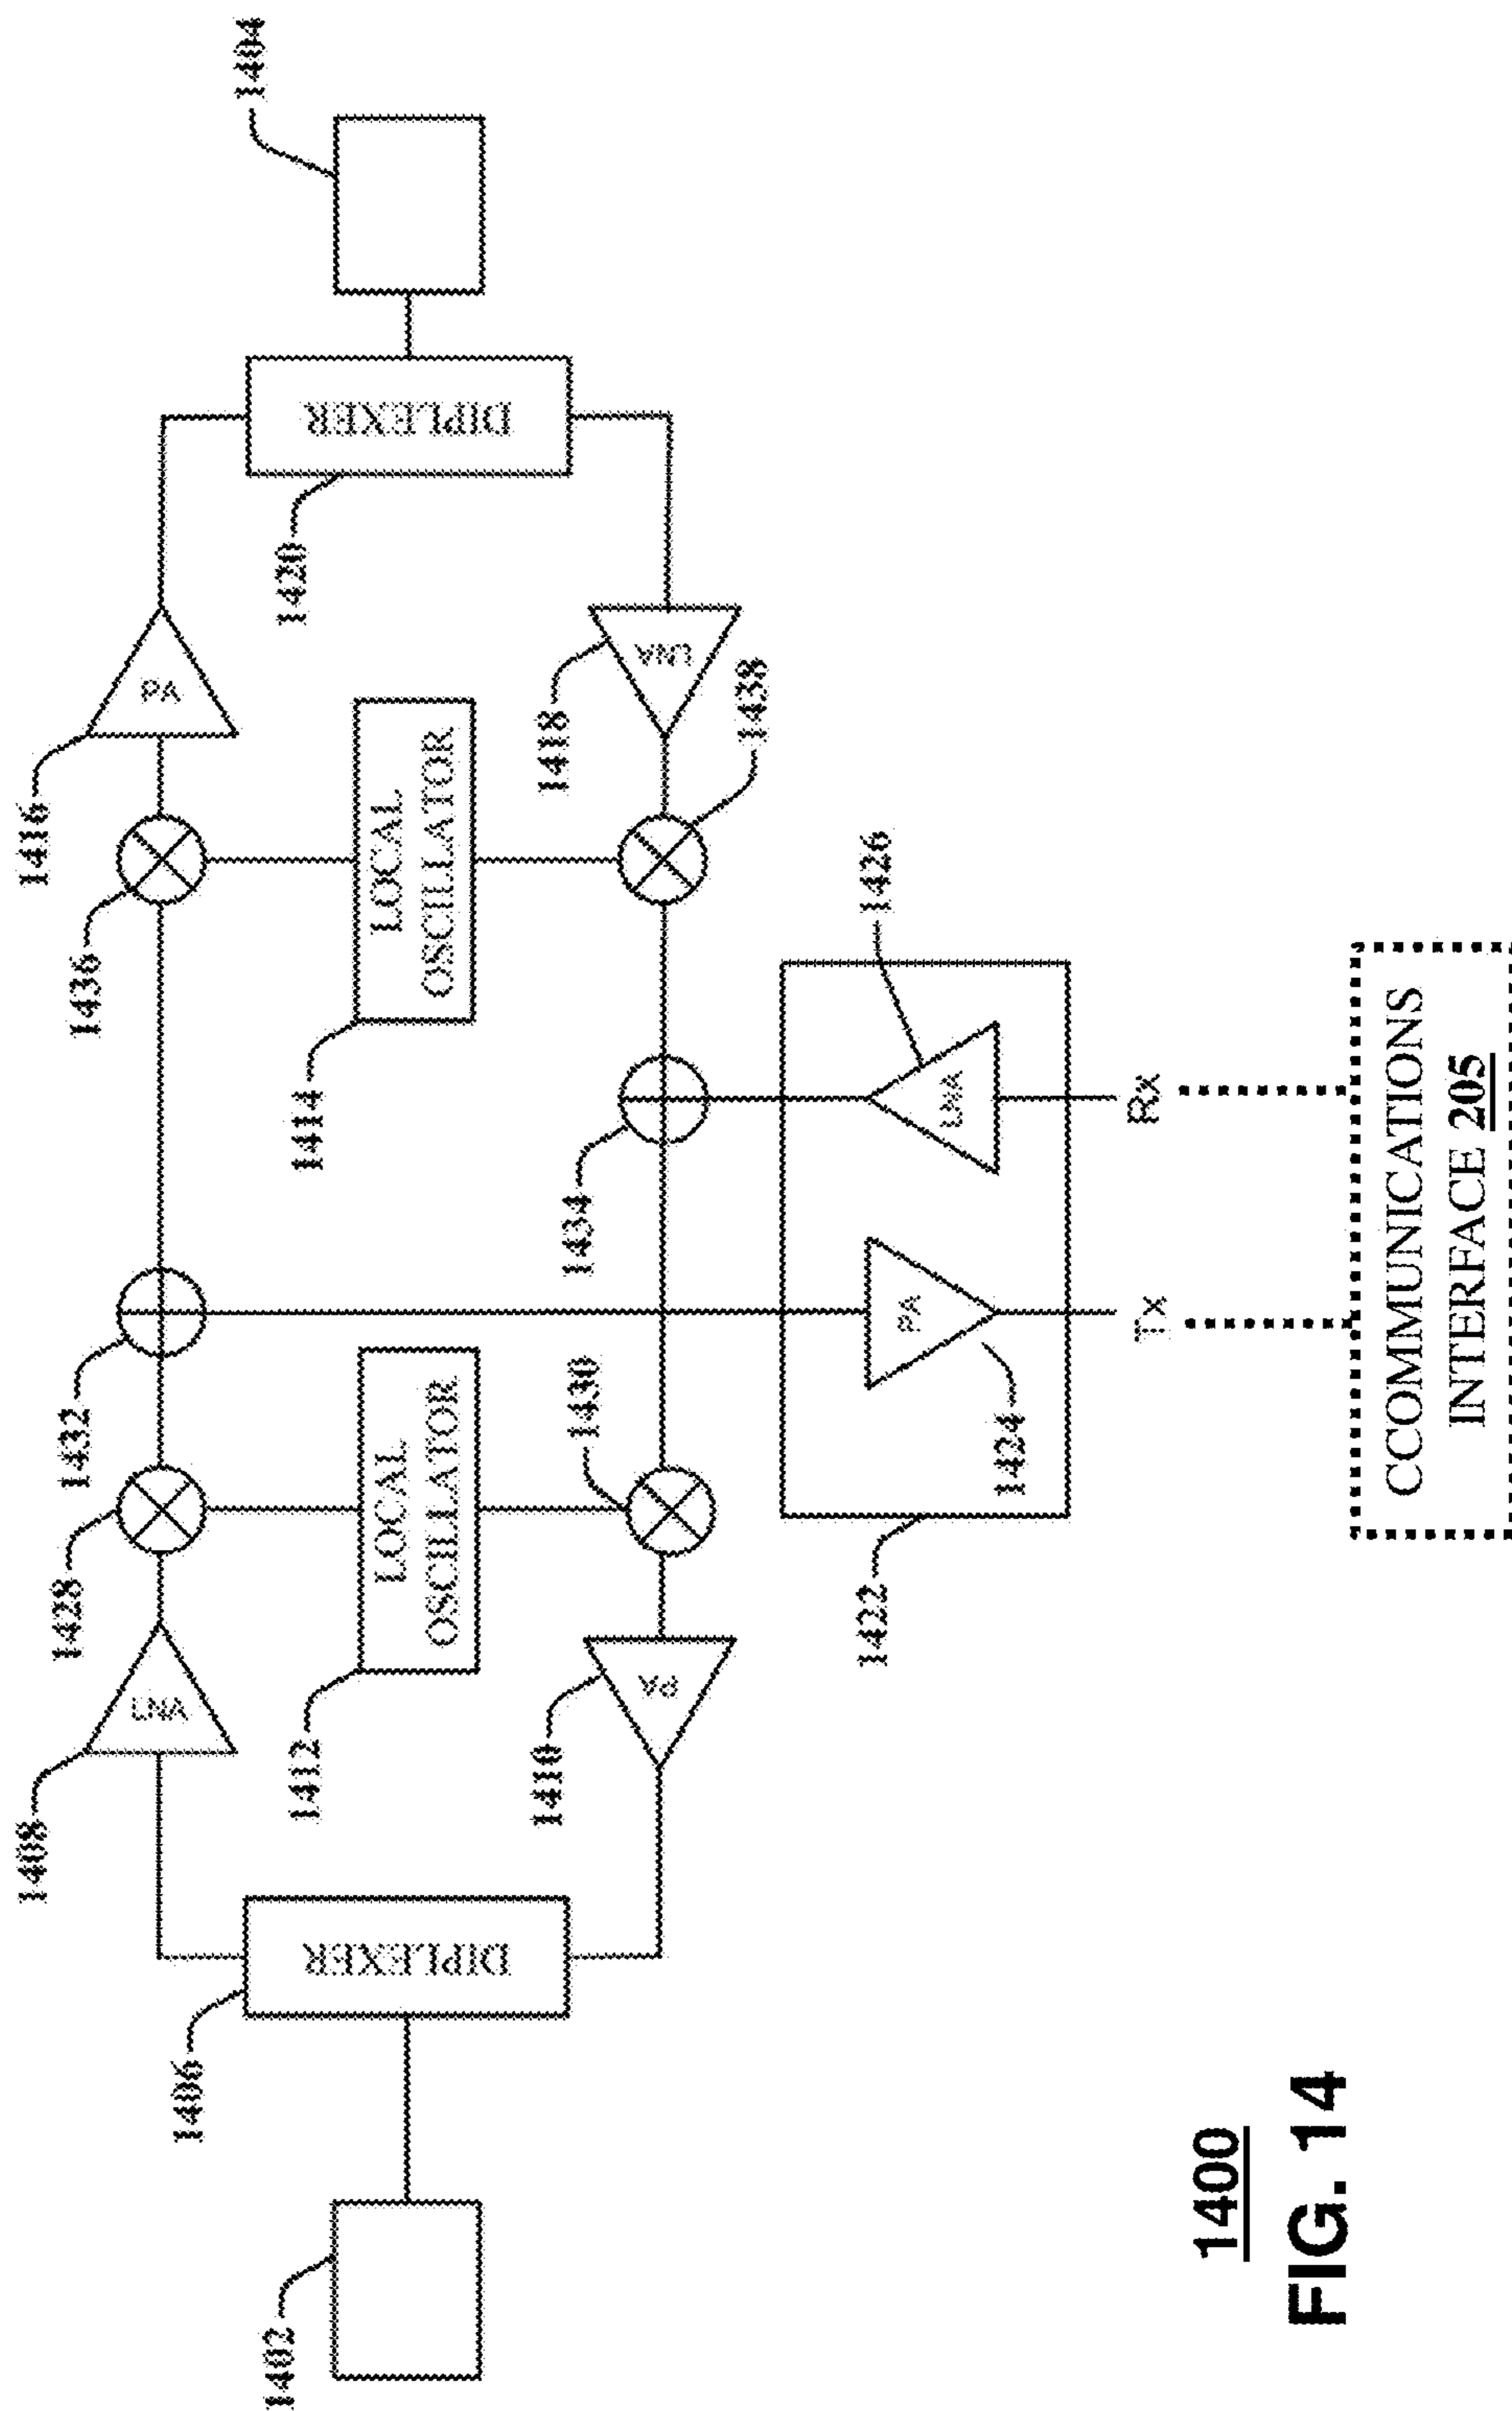 1404
1416
PA
DIPLEXER
1420
1436
LOCAL
OSCILLATOR
1418
LNA
1438
1414
1426
1432
1434
LNA
Rx
1428
LNA
LOCAL
OSCILLATOR
1430
PA
1424
Tx
CCOMMUNICATIONS
INTERFACE 205
1408
1412
1410
PA
1422
DIPLEXER
1406
1402
1400
FIG. 14